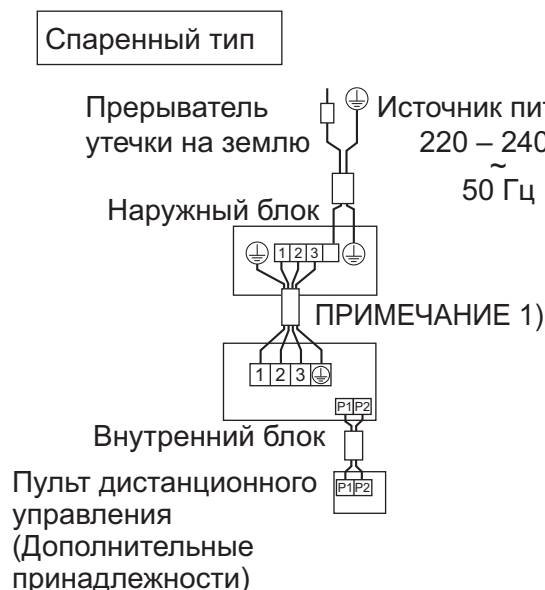 Спаренный тип
Прерыватель
утечки на землю
Источник
220 – 240
~
50 Гц
Наружный блок
1 2 3
ПРИМЕЧАНИЕ 1)
1 2 3
P1 P2
Внутренний блок
Пульт дистанционного
управления
(Дополнительные
принадлежности)
P1 P2